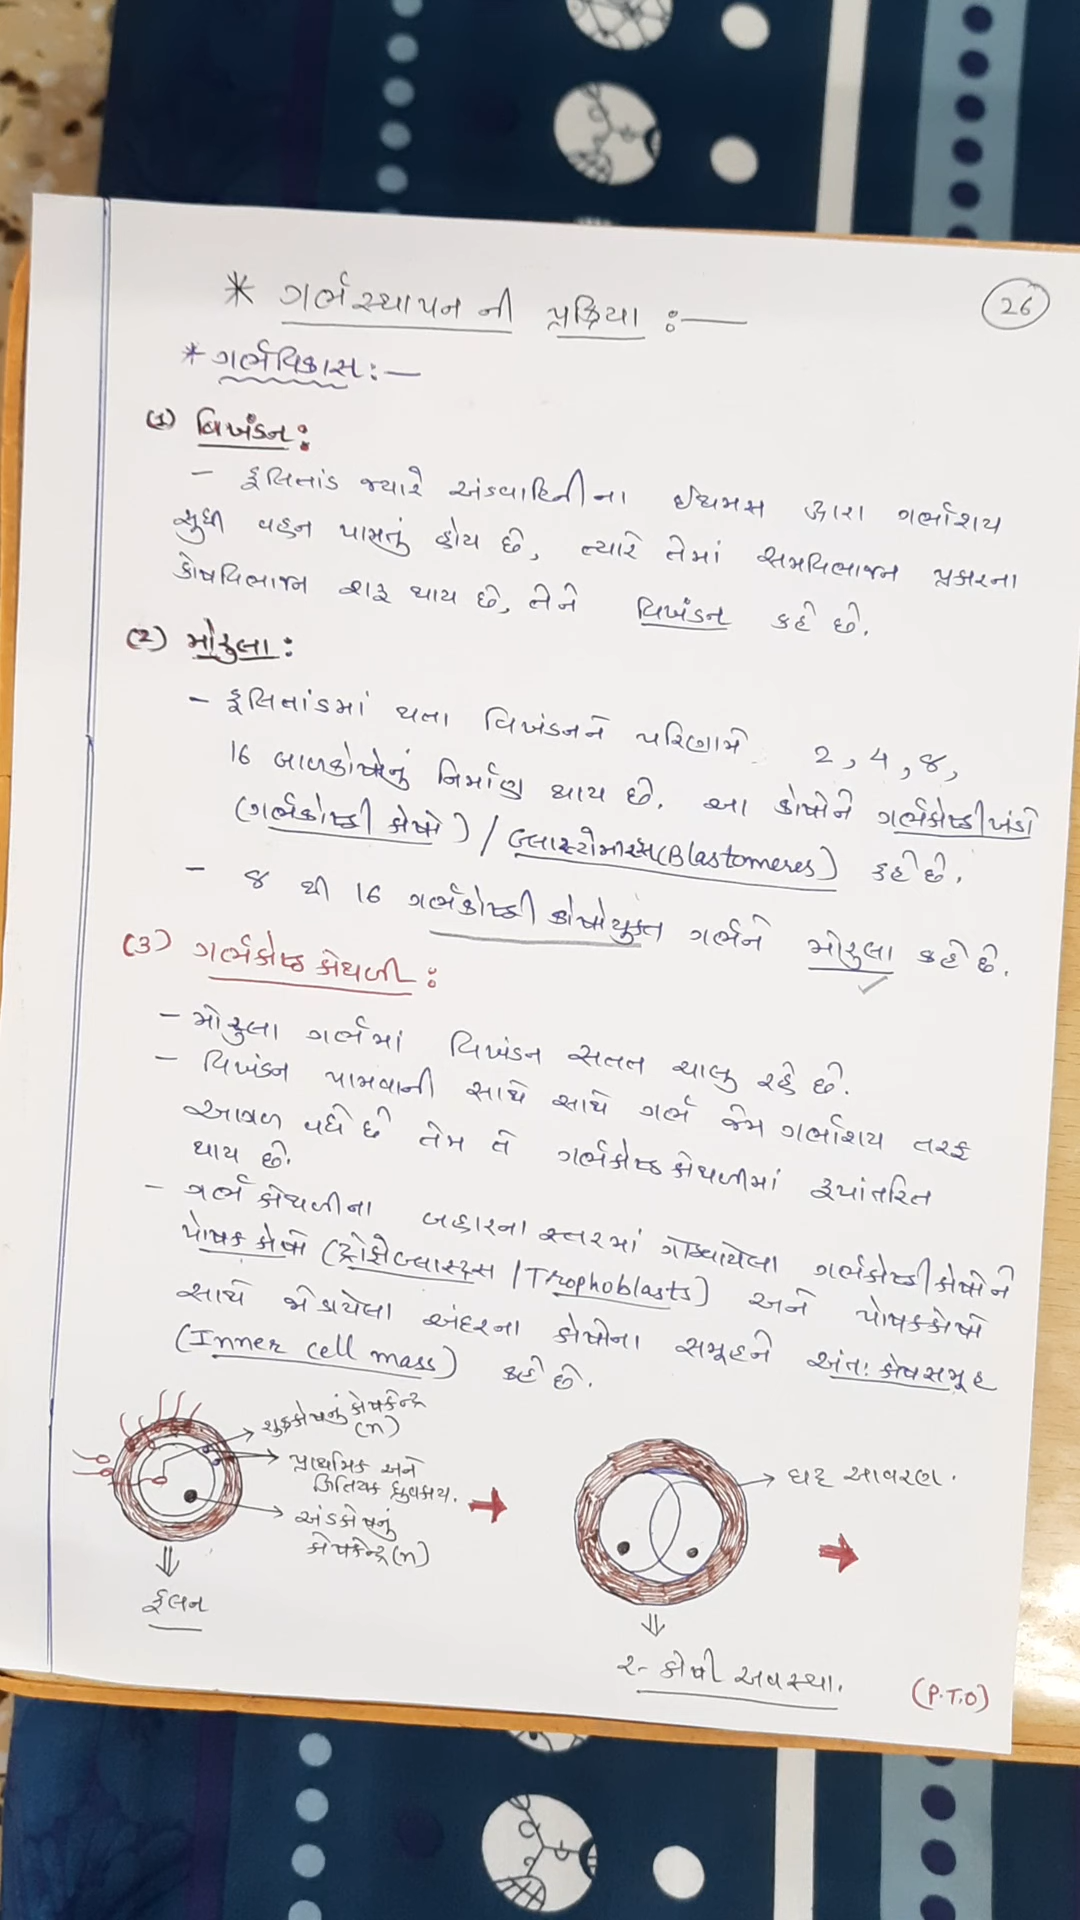 26
* ગર્ભસ્થાપન ની પ્રક્રિયા :—
* ગર્ભવિકાસ :—
(1) વિખંડન :
- ફલિતાંડ જ્યારે અંડવાહિનીના ઈથમસ દ્વારા ગર્ભાશય
સુધી વહન પામતું હોય છે, ત્યારે તેમાં સમવિભાજન પ્રકારના
કોષવિભાજન શરૂ થાય છે, તેને વિખંડન કહે છે.
(2) મોરુલા :
- ફલિતાંડમાં થતા વિખંડનને પરિણામે 2, 4, 8,
16 બાળકોષોનું નિર્માણ થાય છે. આ કોષોને ગર્ભકોષ્ઠીખંડો
(ગર્ભકોષ્ઠી કોષો) / બ્લાસ્ટોમીરસ (Blastomeres) કહે છે.
- 8 થી 16 ગર્ભકોષ્ઠી કોષોયુક્ત ગર્ભને મોરુલા કહે છે.
(3) ગર્ભકોષ્ઠ કોથળી :
- મોરુલા ગર્ભમાં વિખંડન સતત ચાલુ રહે છે.
- વિખંડન પામવાની સાથે સાથે ગર્ભ જેમ ગર્ભાશય તરફ
આગળ વધે છે તેમ તે ગર્ભકોષ્ઠ કોથળીમાં રૂપાંતરિત
થાય છે.
- ગર્ભ કોથળીના બહારના સ્તરમાં ગોઠવાયેલા ગર્ભકોષ્ઠીકોષોને
પોષક કોષો (ટ્રોફોબ્લાસ્ટ્સ / Trophoblasts) અને પોષકકોષો
સાથે જોડાયેલા અંદરના કોષોના સમૂહને અંતઃ કોષસમૂહ
(Inner cell mass) કહે છે.
શુક્રકોષનું કોષકેન્દ્ર
(n)
પ્રાથમિક અને
દ્વિતિયક ધ્રુવકાય.
અંડકોષનું
કોષકેન્દ્ર (n)
ફલન
ઘટ્ટ આવરણ.
2- કોષી અવસ્થા.
(P.T.O)